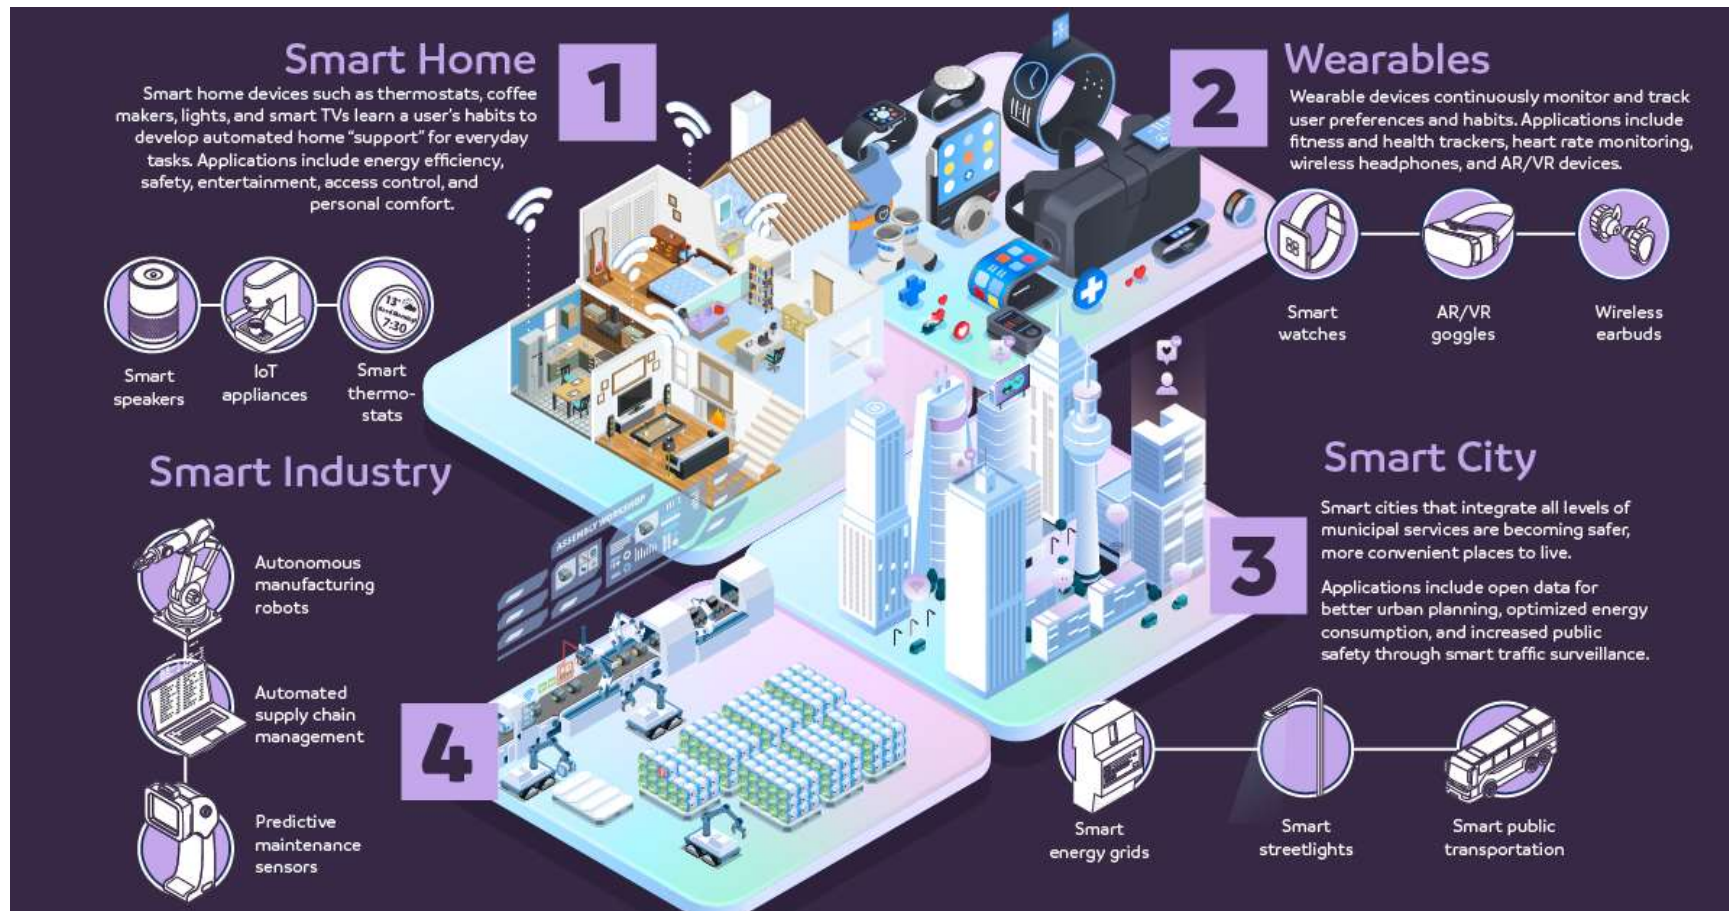 Smart Home
1
Smart home devices such as thermostats, coffee
makers, lights, and smart TVs learn a user's habits to
develop automated home "support" for everyday
tasks. Applications include energy efficiency,
safety, entertainment, access control, and
personal comfort.
Smart
speakers
IoT
appliances
13°
7:30
Smart
thermo-
stats
2
Wearables
Wearable devices continuously monitor and track
user preferences and habits. Applications include
fitness and health trackers, heart rate monitoring,
wireless headphones, and AR/VR devices.
Smart
watches
AR/VR
goggles
Wireless
earbuds
3
Smart City
Smart cities that integrate all levels of
municipal services are becoming safer,
more convenient places to live.
Applications include open data for
better urban planning, optimized energy
consumption, and increased public
safety through smart traffic surveillance.
Smart
energy grids
Smart
streetlights
Smart public
transportation
Smart Industry
4
ASSEMBLY WORKSHOP
Autonomous
manufacturing
robots
Automated
supply chain
management
Predictive
maintenance
sensors